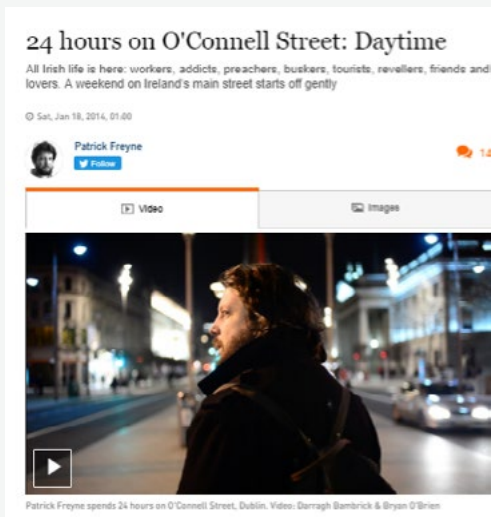 24 hours on O'Connell Street: Daytime
All Irish life is here: workers, addicts, preachers, buskers, tourists, revellers, friends and
lovers. A weekend on Ireland's main street starts off gently
Sat, Jan 18, 2014, 01:00
Patrick Freyne
Follow
14
Video
Images
Patrick Freyne spends 24 hours on O'Connell Street, Dublin. Video: Darragh Bambrick & Bryan O'Brien